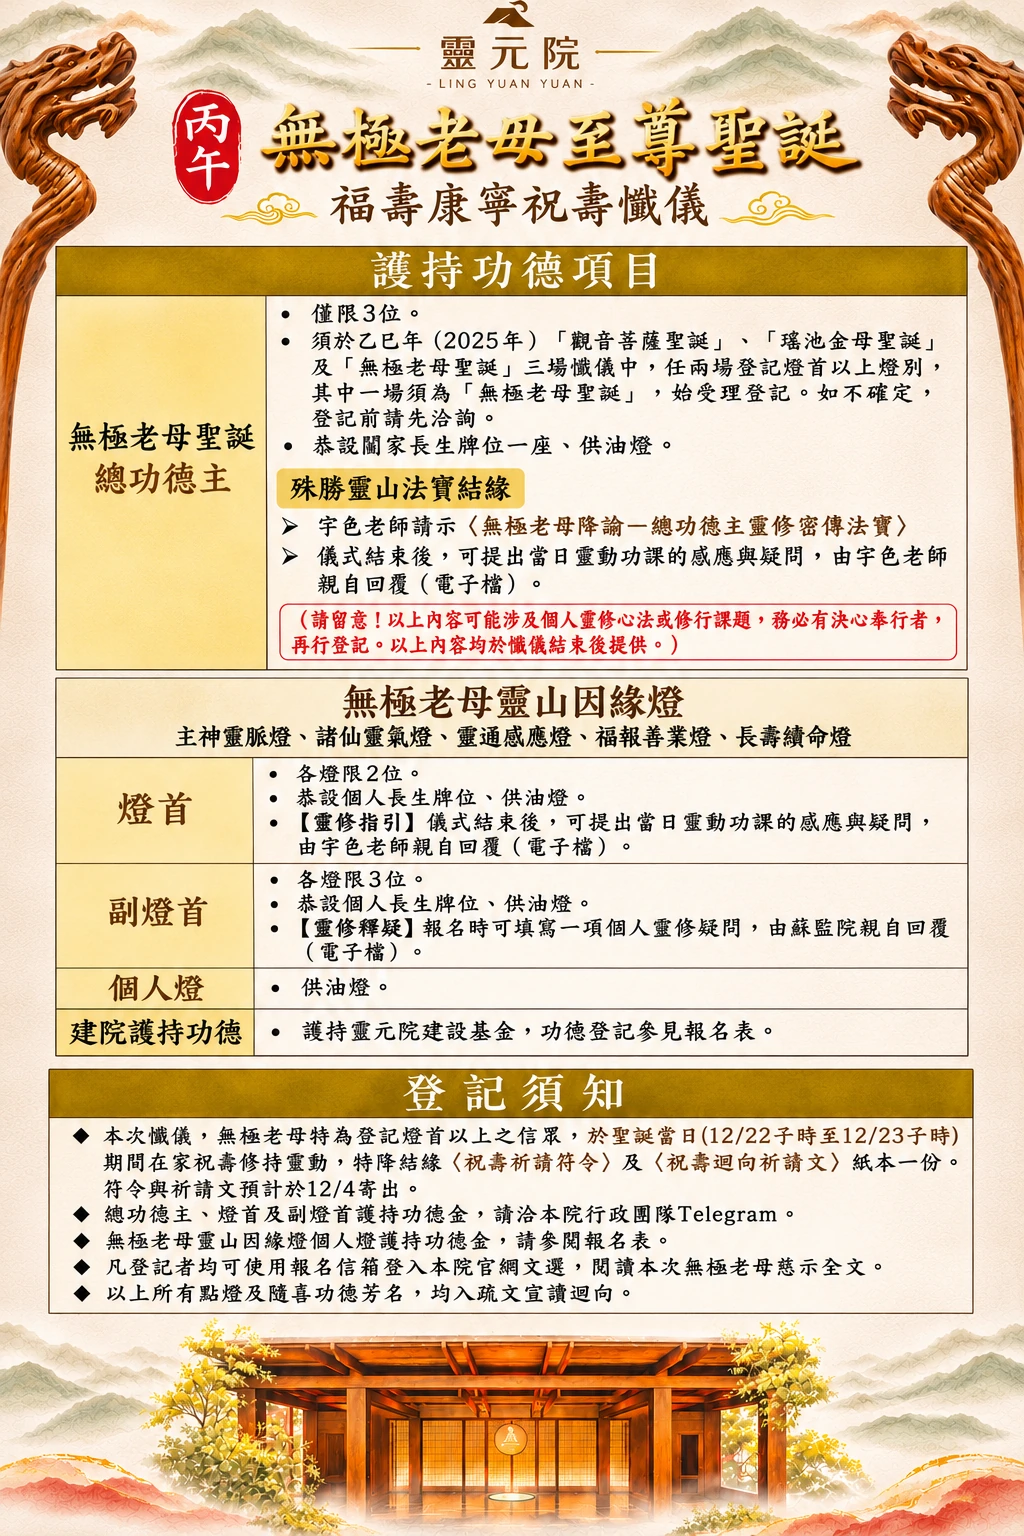 靈元院
- LING YUAN YUAN -
丙午
無極老母至尊聖誕
福壽康寧祝壽懺儀
護持功德項目
無極老母聖誕
總功德主
• 僅限3位。
• 須於乙巳年（2025年）「觀音菩薩聖誕」、「瑤池金母聖誕」
及「無極老母聖誕」三場懺儀中，任兩場登記燈首以上燈別，
其中一場須為「無極老母聖誕」，始受理登記。如不確定，
登記前請先洽詢。
• 恭設闔家長生牌位一座、供油燈。
殊勝靈山法寶結緣
➢ 宇色老師請示〈無極老母降諭—總功德主靈修密傳法寶〉
➢ 儀式結束後，可提出當日靈動功課的感應與疑問，由宇色老師
親自回覆（電子檔）。
（請留意！以上內容可能涉及個人靈修心法或修行課題，務必有決心奉行者，
再行登記。以上內容均於懺儀結束後提供。）
無極老母靈山因緣燈
主神靈脈燈、諸仙靈氣燈、靈通感應燈、福報善業燈、長壽續命燈
燈首
• 各燈限2位。
• 恭設個人長生牌位、供油燈。
• 【靈修指引】儀式結束後，可提出當日靈動功課的感應與疑問，
由宇色老師親自回覆（電子檔）。
副燈首
• 各燈限3位。
• 恭設個人長生牌位、供油燈。
• 【靈修釋疑】報名時可填寫一項個人靈修疑問，由蘇監院親自回覆
（電子檔）。
個人燈
• 供油燈。
建院護持功德
• 護持靈元院建設基金，功德登記參見報名表。
登記須知
◆ 本次懺儀，無極老母特為登記燈首以上之信眾，於聖誕當日(12/22子時至12/23子時)
期間在家祝壽修持靈動，特降結緣〈祝壽祈請符令〉及〈祝壽迴向祈請文〉紙本一份。
符令與祈請文預計於12/4寄出。
◆ 總功德主、燈首及副燈首護持功德金，請洽本院行政團隊Telegram。
◆ 無極老母靈山因緣燈個人燈護持功德金，請參閱報名表。
◆ 凡登記者均可使用報名信箱登入本院官網文選，閱讀本次無極老母慈示全文。
◆ 以上所有點燈及隨喜功德芳名，均入疏文宣讀迴向。